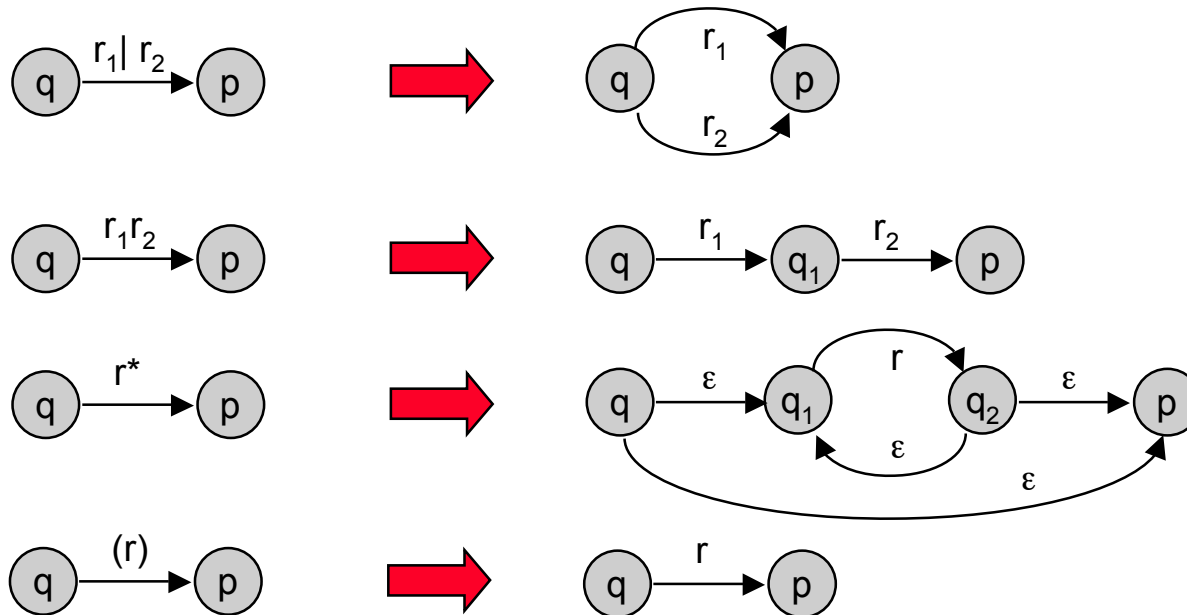 q r₁| r₂ p q r₁ r₂ p
q r₁r₂ p q r₁ q₁ r₂ p
q r* p q ε q₁ r ε q₂ ε p ε
q (r) p q r p